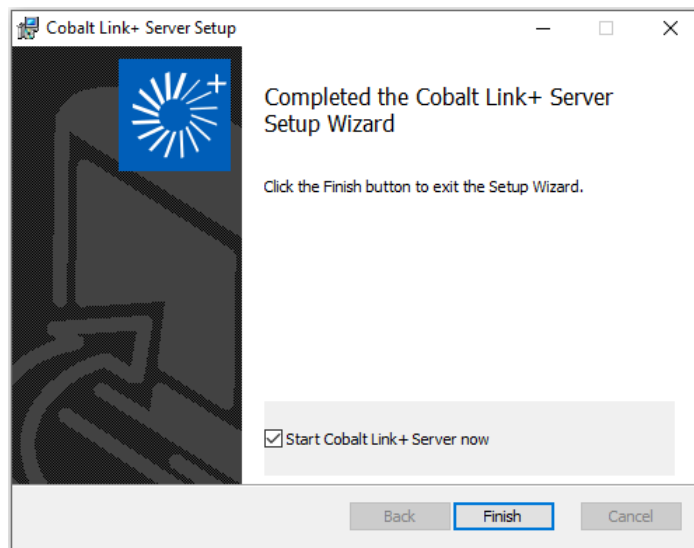 Cobalt Link+ Server Setup
Completed the Cobalt Link+ Server
Setup Wizard
Click the Finish button to exit the Setup Wizard.
Start Cobalt Link+ Server now
Back Finish Cancel